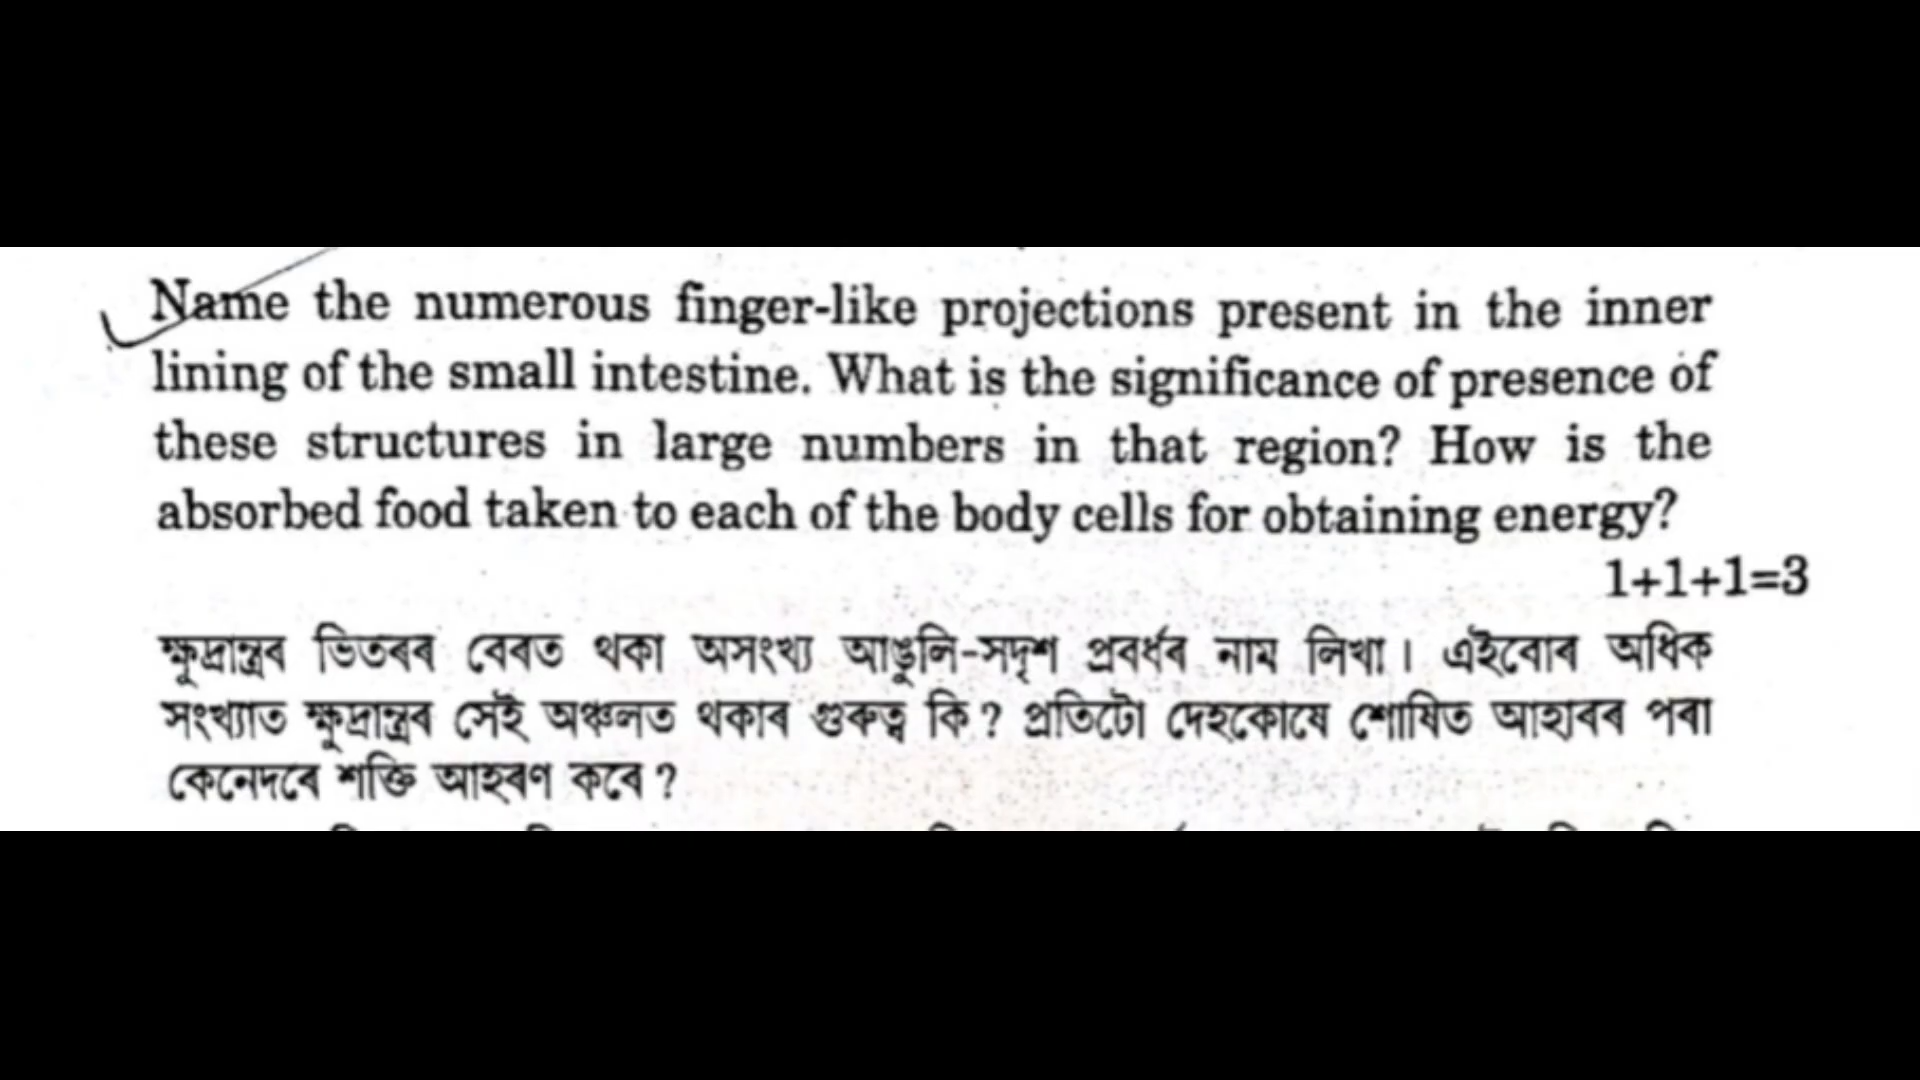 Name the numerous finger-like projections present in the inner
lining of the small intestine. What is the significance of presence of
these structures in large numbers in that region? How is the
absorbed food taken to each of the body cells for obtaining energy?
1+1+1=3
ক্ষুদ্ৰান্ত্ৰৰ ভিতৰৰ বেৰত থকা অসংখ্য আঙুলি-সদৃশ প্ৰবৰ্ধৰ নাম লিখা। এইবোৰ অধিক
সংখ্যাত ক্ষুদ্ৰান্ত্ৰৰ সেই অঞ্চলত থকাৰ গুৰুত্ব কি? প্ৰতিটো দেহকোষে শোষিত আহাৰৰ পৰা
কেনেদৰে শক্তি আহৰণ কৰে?